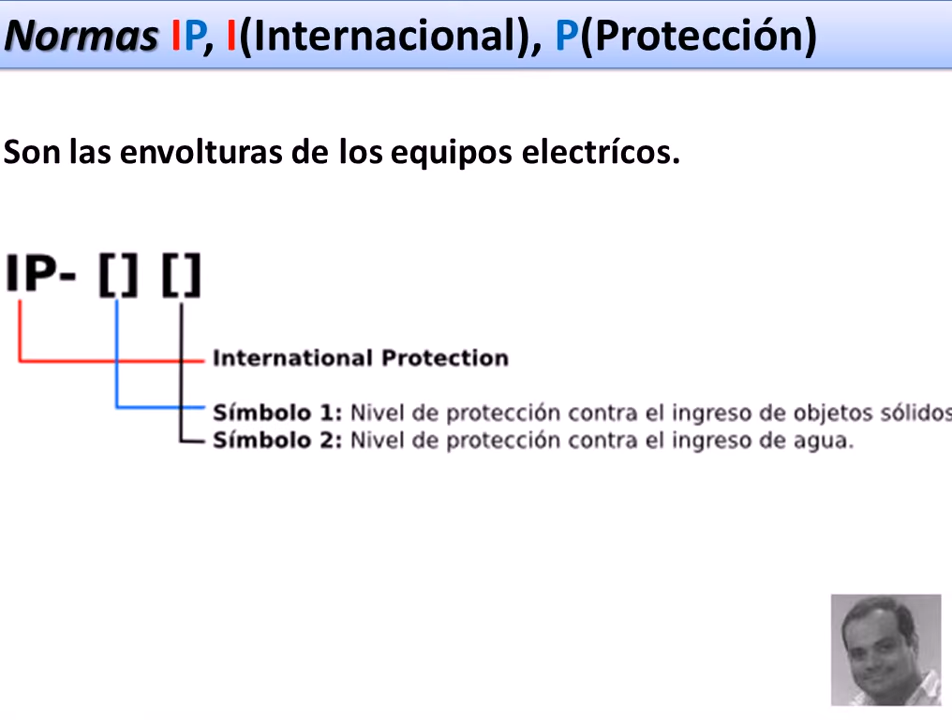 Normas IP, I(Internacional), P(Protección)
Son las envolturas de los equipos electrícos.
IP- [] []
International Protection
Símbolo 1: Nivel de protección contra el ingreso de objetos sólidos
Símbolo 2: Nivel de protección contra el ingreso de agua.